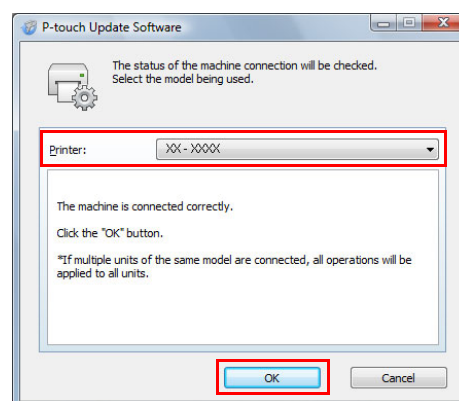 P-touch Update Software
The status of the machine connection will be checked.
Select the model being used.
Printer:
XX - XXXX
The machine is connected correctly.
Click the "OK" button.
*If multiple units of the same model are connected, all operations will be
applied to all units.
OK
Cancel